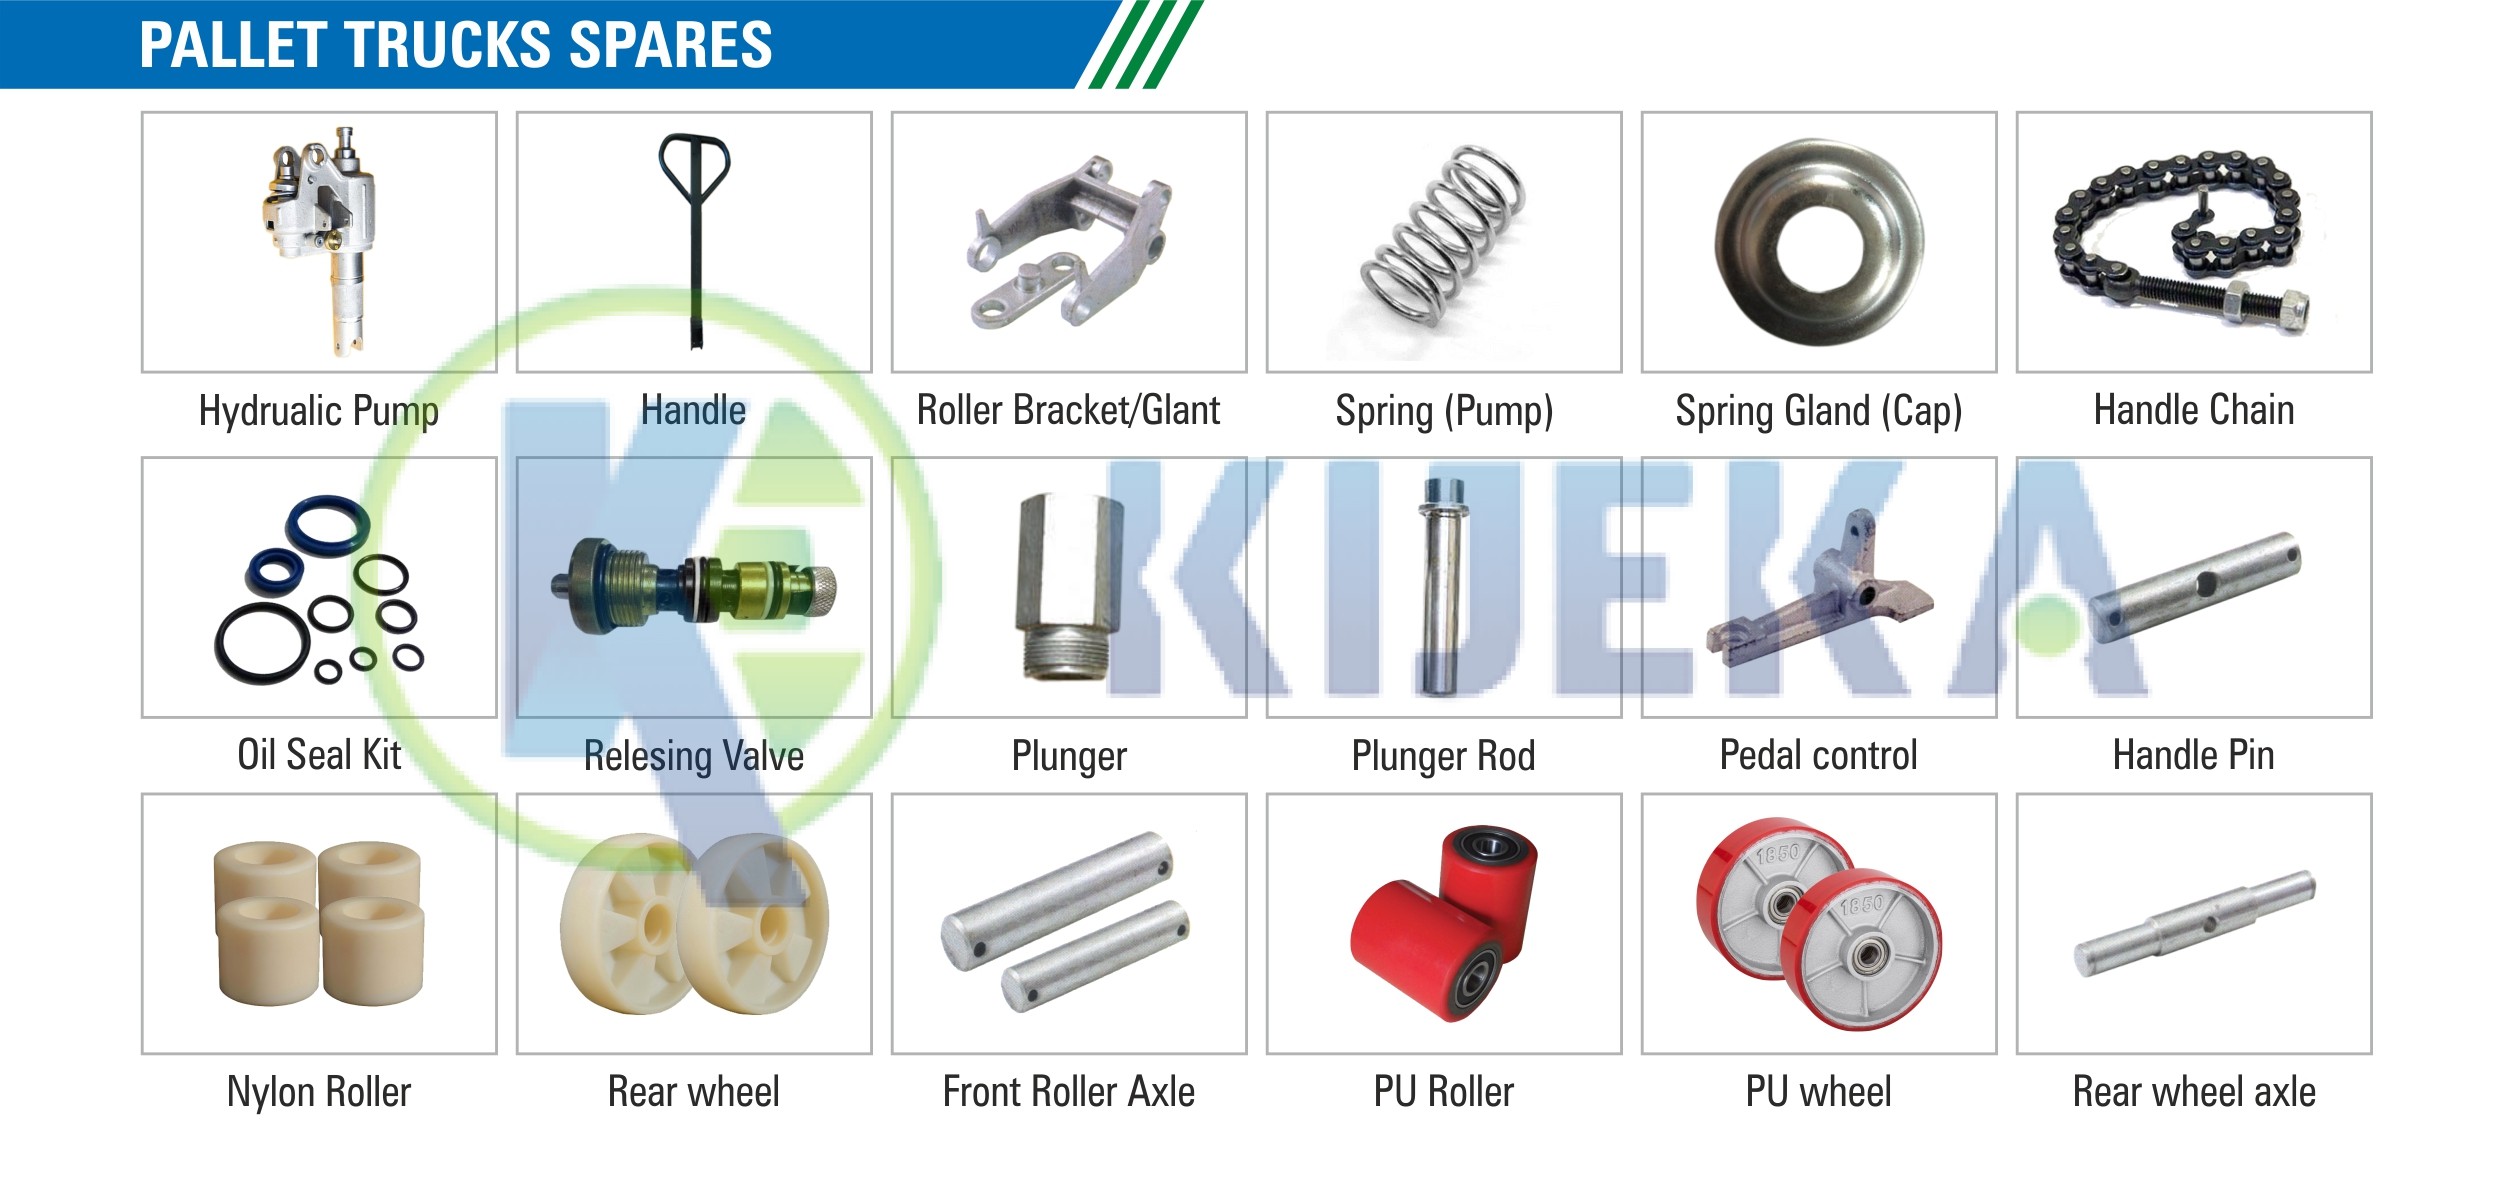 PALLET TRUCKS SPARES
Hydrualic Pump
Handle
Roller Bracket/Glant
Spring (Pump)
Spring Gland (Cap)
Handle Chain
KIJEKA
Oil Seal Kit
Relesing Valve
Plunger
Plunger Rod
Pedal control
Handle Pin
1850
1850
Nylon Roller
Rear wheel
Front Roller Axle
PU Roller
PU wheel
Rear wheel axle